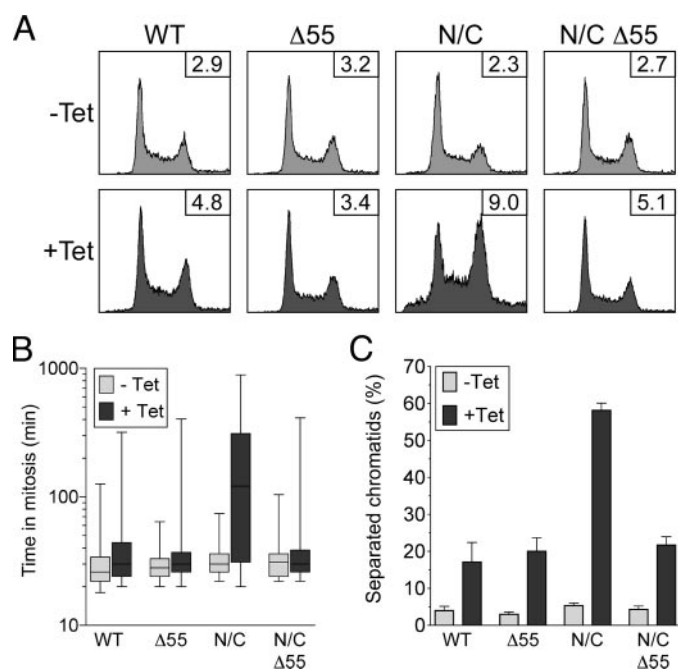 A
WT Δ55 N/C N/C Δ55
-Tet 2.9 3.2 2.3 2.7
+Tet 4.8 3.4 9.0 5.1
B
Time in mitosis (min)
1000
100
10
- Tet
+ Tet
WT Δ55 N/C N/C
Δ55
C
Separated chromatids (%)
70
60
50
40
30
20
10
0
-Tet
+Tet
WT Δ55 N/C N/C
Δ55